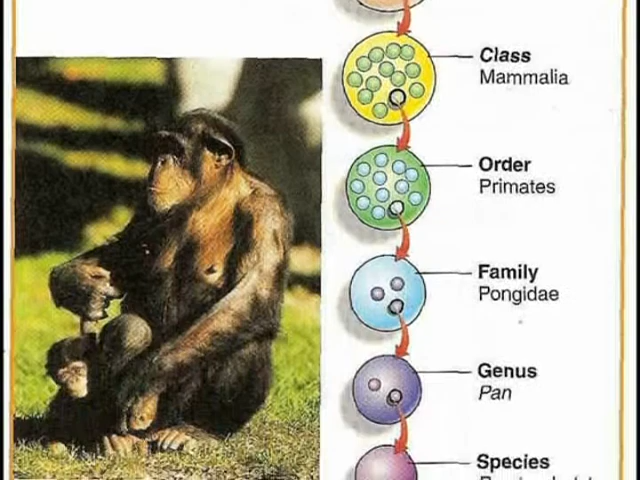 Class
Mammalia
Order
Primates
Family
Pongidae
Genus
Pan
Species